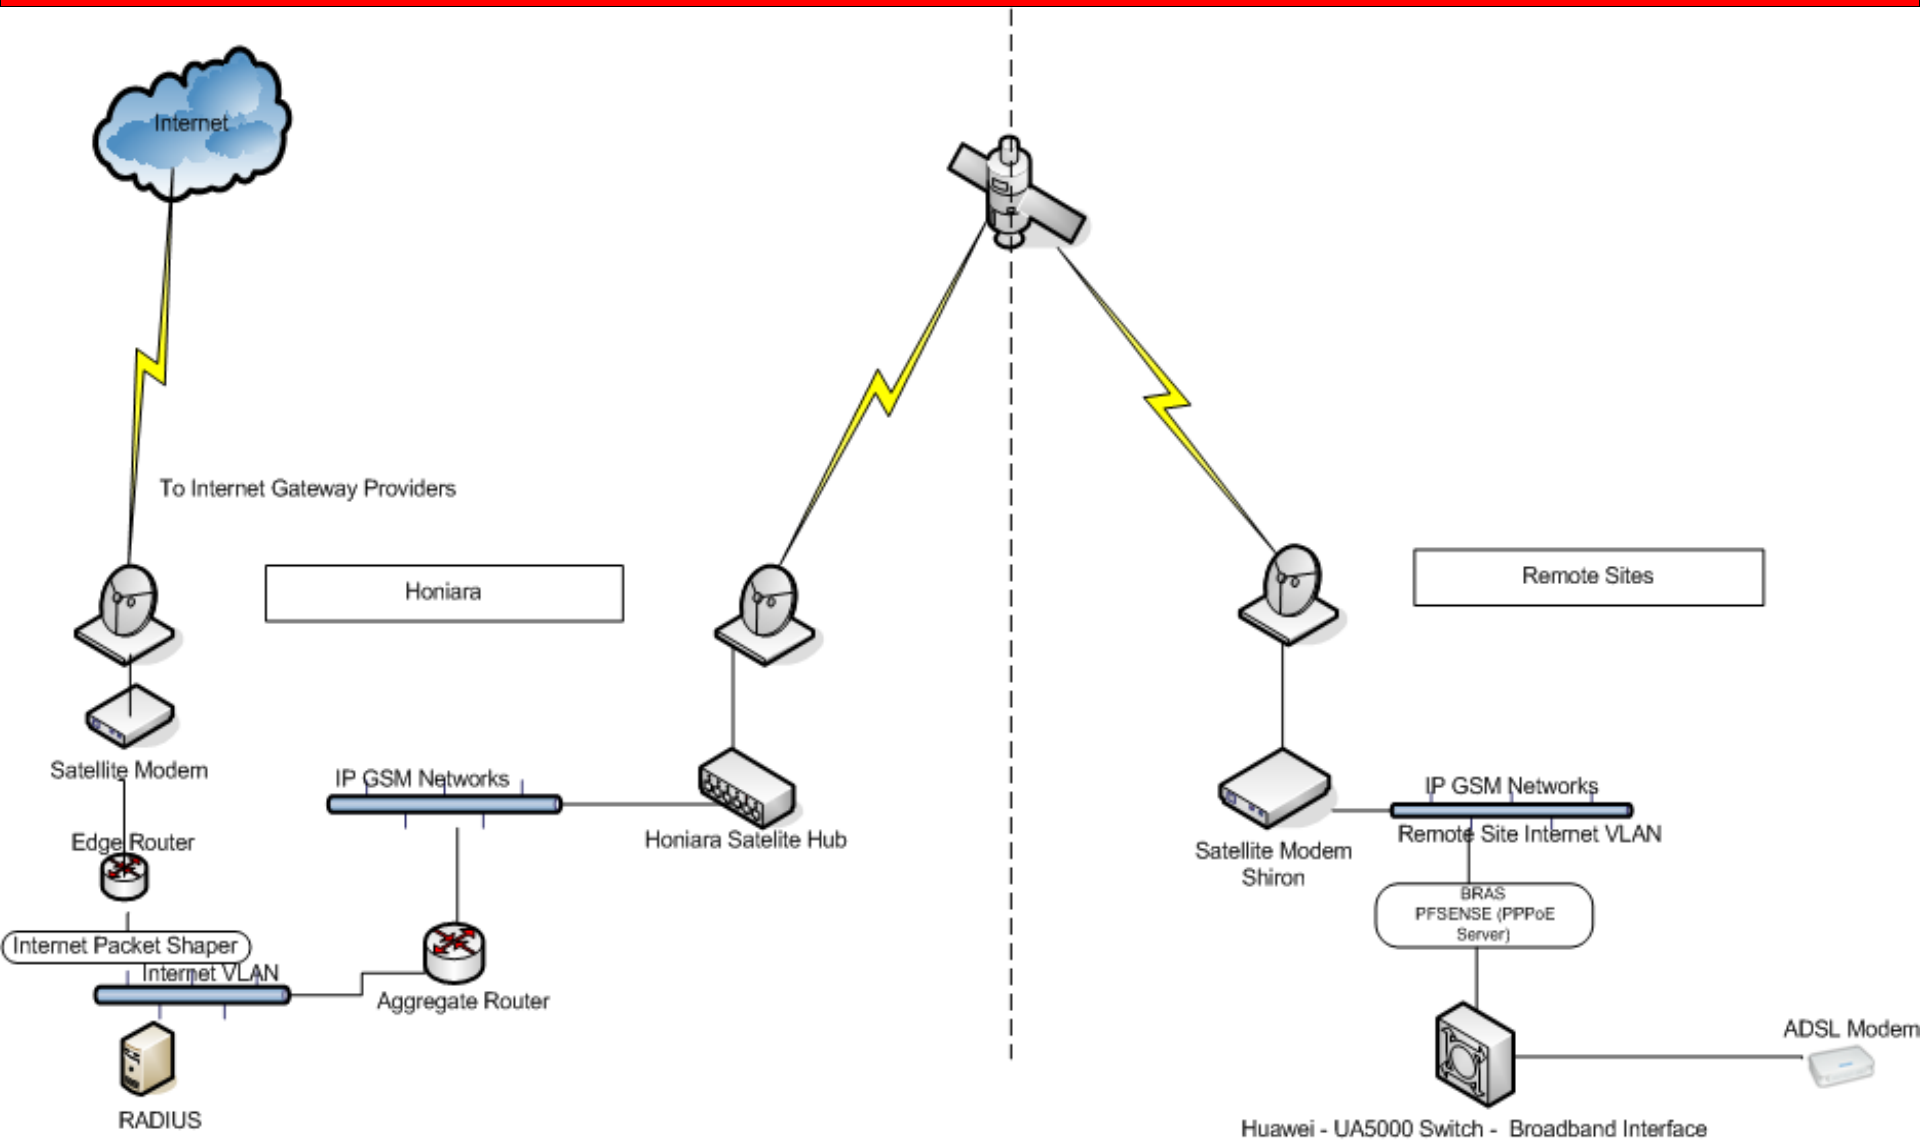 Internet
To Internet Gateway Providers
Honiara
Remote Sites
Satellite Modem
IP GSM Networks
Edge Router
Honiara Satelite Hub
Internet Packet Shaper
Internet VLAN
Aggregate Router
RADIUS
IP GSM Networks
Remote Site Internet VLAN
Satellite Modem
Shiron
BRAS
PFSENSE (PPPoE
Server)
ADSL Modem
Huawei - UA5000 Switch - Broadband Interface